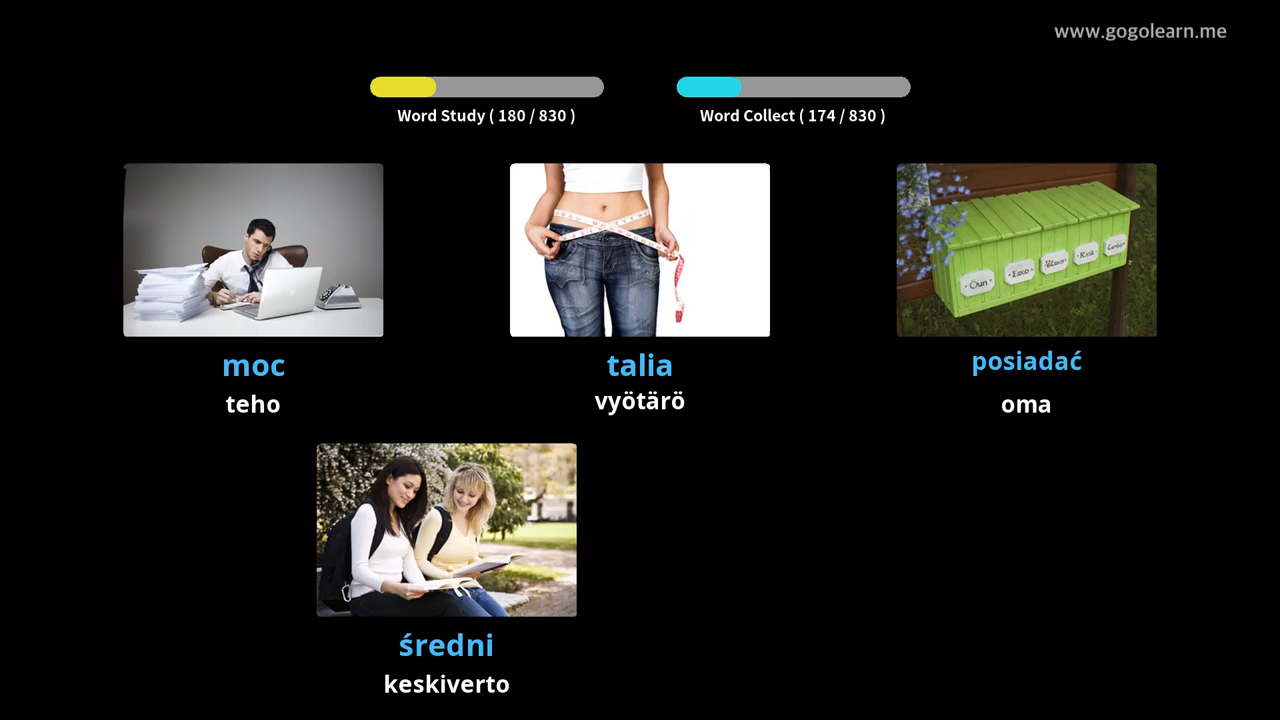 www.gogolearn.me
Word Study ( 180 / 830 )
Word Collect ( 174 / 830 )
moc
teho
talia
vyötärö
posiadać
oma
średni
keskiverto